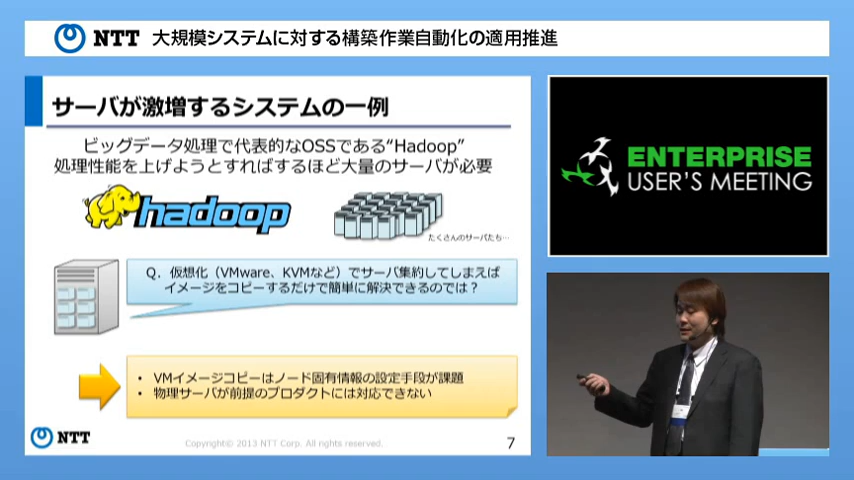 NTT 大規模システムに対する構築作業自動化の適用推進
サーバが激増するシステムの一例
ビッグデータ処理で代表的なOSSである“Hadoop”
処理性能を上げようとすればするほど大量のサーバが必要
hadoop
たくさんのサーバたち…
Q. 仮想化（VMware、KVMなど）でサーバ集約してしまえば
イメージをコピーするだけで簡単に解決できるのでは？
• VMイメージコピーはノード固有情報の設定手段が課題
• 物理サーバが前提のプロダクトには対応できない
NTT
Copyright© 2013 NTT Corp. All rights reserved.
7
ENTERPRISE
USER'S MEETING